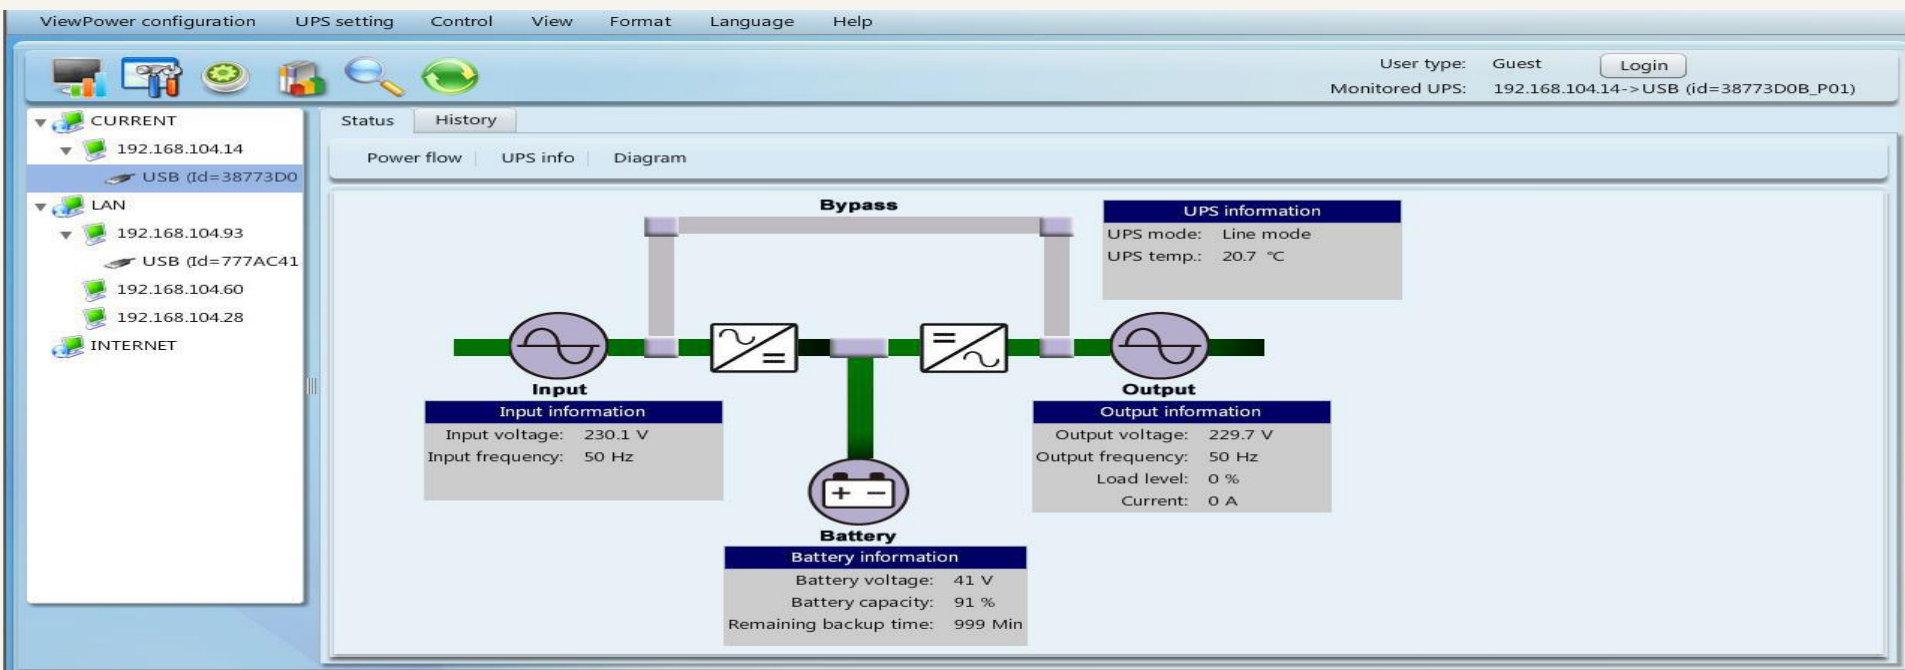 ViewPower configuration UPS setting Control View Format Language Help
User type: Guest Login
Monitored UPS: 192.168.104.14->USB (id=38773D0B_P01)
CURRENT
192.168.104.14
USB (Id=38773D0
LAN
192.168.104.93
USB (Id=777AC41
192.168.104.60
192.168.104.28
INTERNET
Status History
Power flow UPS info Diagram
Bypass
UPS information
UPS mode: Line mode
UPS temp.: 20.7 °C
Input
Input information
Input voltage: 230.1 V
Input frequency: 50 Hz
Output
Output information
Output voltage: 229.7 V
Output frequency: 50 Hz
Load level: 0 %
Current: 0 A
Battery
Battery information
Battery voltage: 41 V
Battery capacity: 91 %
Remaining backup time: 999 Min